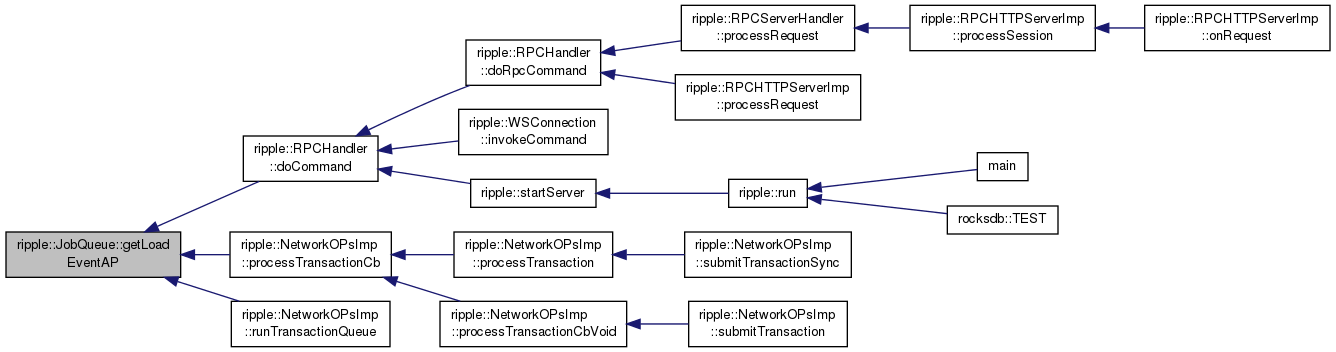 ripple::RPCServerHandler
::processRequest
ripple::RPCHTTPServerImp
::processSession
ripple::RPCHTTPServerImp
::onRequest
ripple::RPCHandler
::doRpcCommand
ripple::RPCHTTPServerImp
::processRequest
ripple::WSConnection
::invokeCommand
ripple::RPCHandler
::doCommand
ripple::startServer
ripple::run
main
rocksdb::TEST
ripple::JobQueue::getLoad
EventAP
ripple::NetworkOPsImp
::processTransactionCb
ripple::NetworkOPsImp
::processTransaction
ripple::NetworkOPsImp
::submitTransactionSync
ripple::NetworkOPsImp
::runTransactionQueue
ripple::NetworkOPsImp
::processTransactionCbVoid
ripple::NetworkOPsImp
::submitTransaction